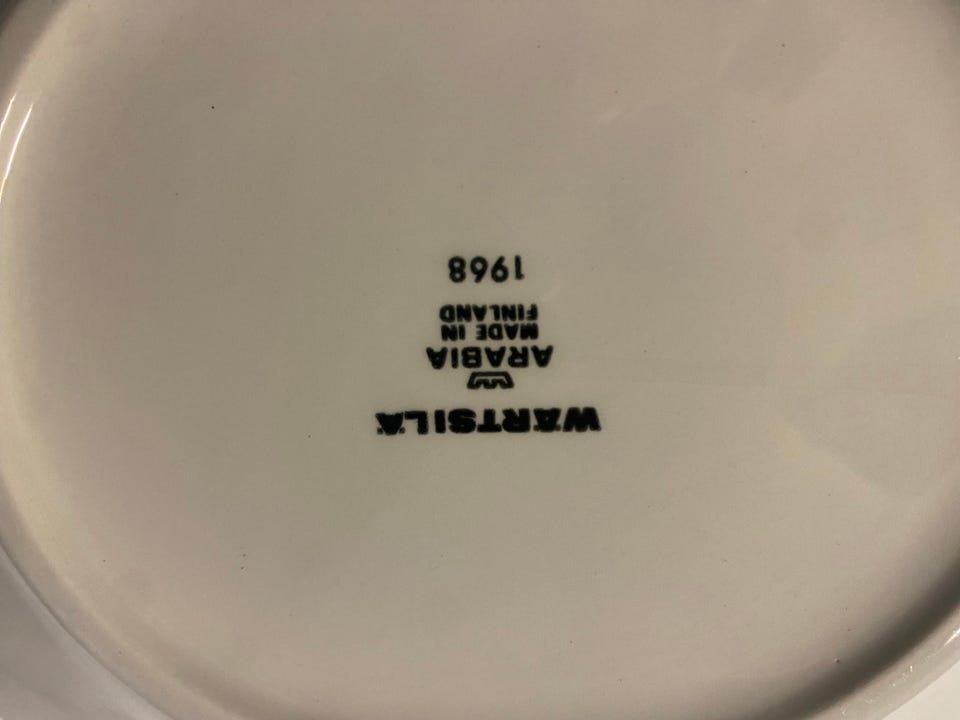 WÄRTSILÄ
ARABIA
MADE IN
FINLAND
1968